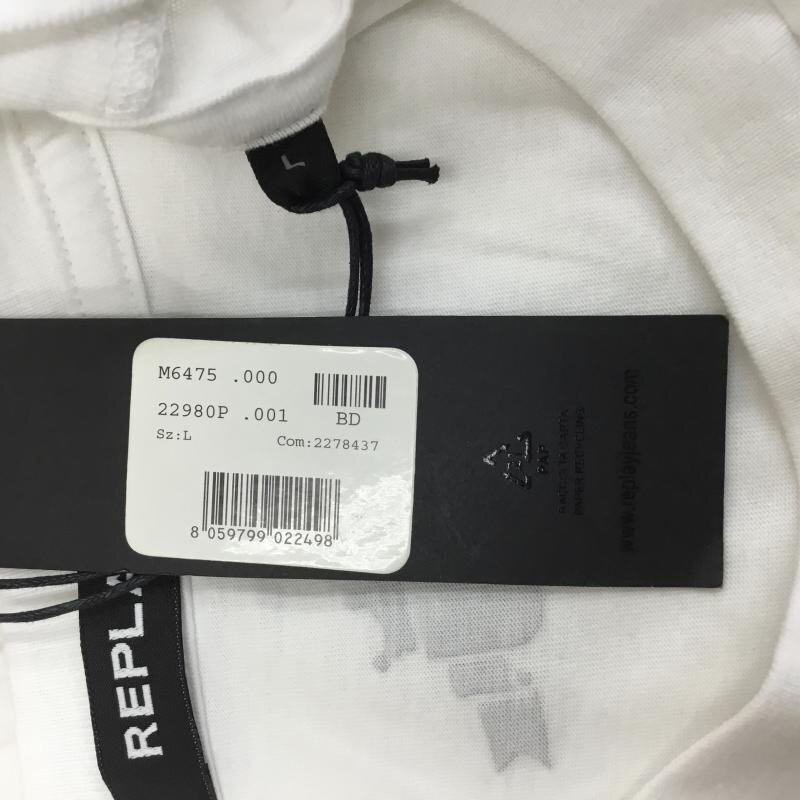 L
M6475 .000
22980P .001 BD
Sz:L Com:2278437
8 059799 022498
PAP
RACCOLTA CARTA
PAPER RECYCLING
www.replayjeans.com
REPLA